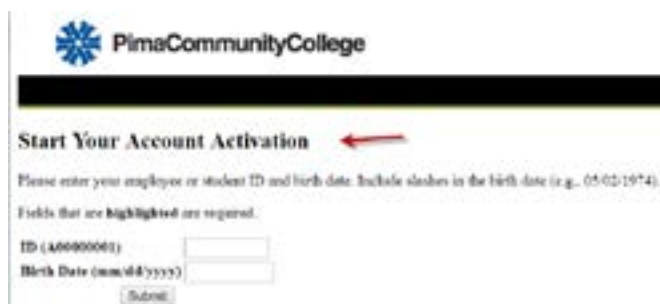 PimaCommunityCollege
Start Your Account Activation
Please enter your employee or student ID and birth date. Include slashes in the birth date (e.g., 05/02/1974).
Fields that are highlighted are required.
ID (A00000001)
Birth Date (mm/dd/yyyy)
Submit